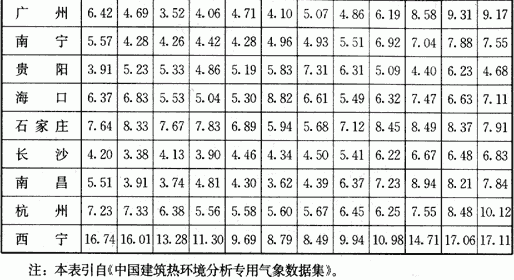 广 州 6.42 4.69 3.52 4.06 4.71 4.10 5.07 4.86 6.19 8.58 9.31 9.17
南 宁 5.57 4.28 4.26 4.42 4.28 4.96 4.93 5.51 6.92 7.04 7.88 7.55
贵 阳 3.91 5.23 5.33 4.86 5.19 5.83 7.31 6.31 5.09 4.40 6.23 4.68
海 口 6.37 6.83 5.53 5.04 5.30 8.82 6.61 5.49 6.32 7.47 6.63 7.11
石家庄 7.64 8.33 7.67 7.83 6.89 5.94 5.68 7.12 8.45 8.49 8.37 7.91
长 沙 4.20 3.38 4.13 3.90 4.46 4.34 4.50 5.41 6.22 6.67 6.48 6.83
南 昌 5.51 3.91 3.74 4.81 4.30 3.62 4.39 6.37 7.23 8.94 8.21 7.84
杭 州 7.23 7.33 6.38 5.56 5.58 5.60 5.67 6.45 6.25 7.55 8.48 10.12
西 宁 16.74 16.01 13.28 11.30 9.69 8.79 8.49 9.94 10.98 14.71 17.06 17.11
注：本表引自《中国建筑热环境分析专用气象数据集》。